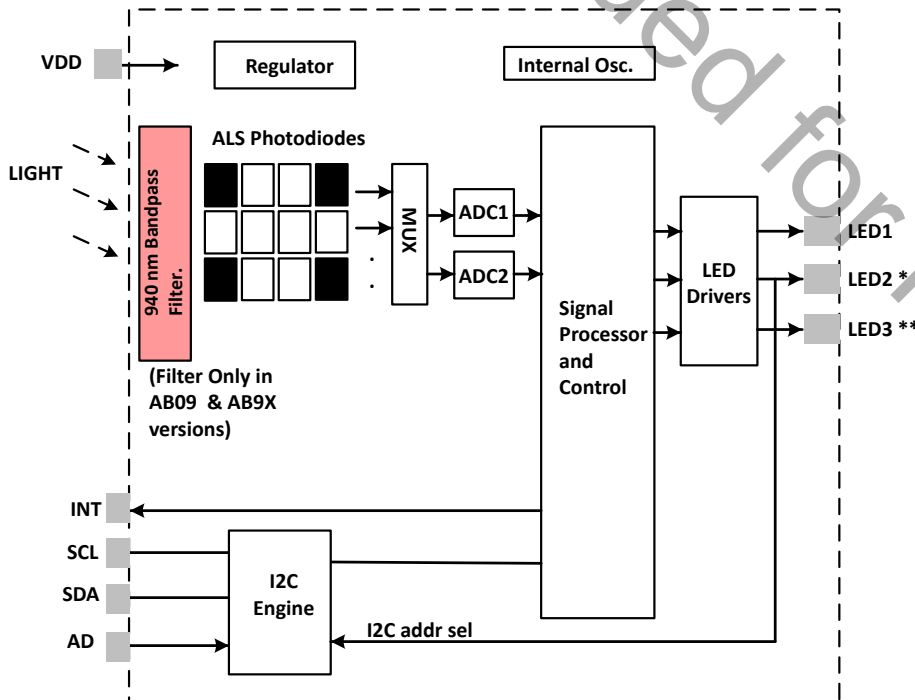 VDD
Regulator
Internal Osc.
LIGHT
940 nm Bandpass
Filter.
ALS Photodiodes
MUX
ADC1
ADC2
Signal
Processor
and
Control
LED
Drivers
LED1
LED2 *
LED3 **
(Filter Only in
AB09 & AB9X
versions)
INT
SCL
SDA
AD
I2C
Engine
I2C addr sel
for